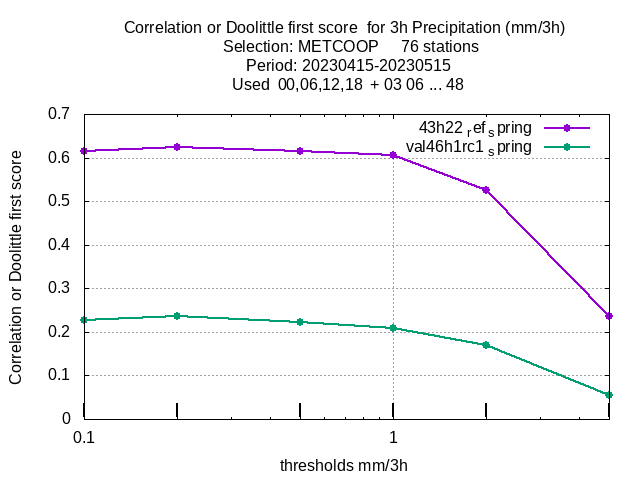 Correlation or Doolittle first score  for 3h Precipitation (mm/3h)
Selection: METCOOP     76 stations
Period: 20230415-20230515
Used  00,06,12,18  + 03 06 ... 48
43h22 ref spring
val46h1rc1 spring
Correlation or Doolittle first score
0.7
0.6
0.5
0.4
0.3
0.2
0.1
0
0.1
1
thresholds mm/3h